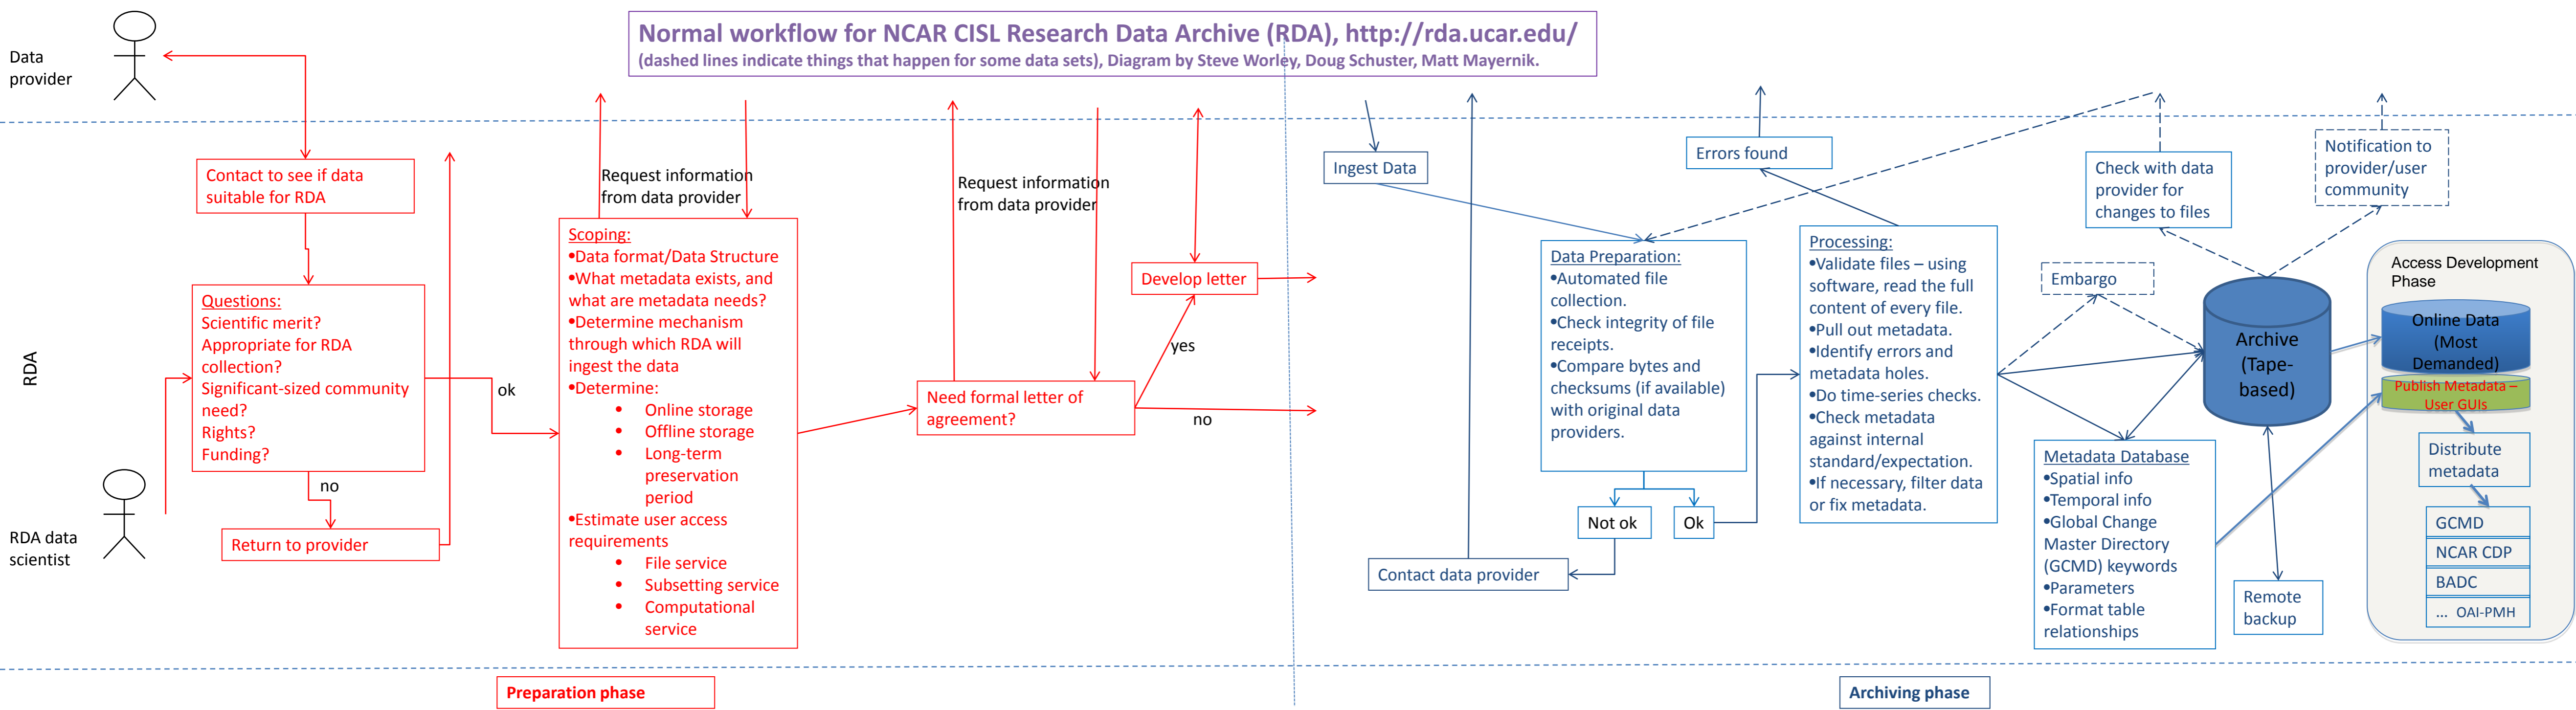 Normal workflow for NCAR CISL Research Data Archive (RDA), http://rda.ucar.edu/
(dashed lines indicate things that happen for some data sets), Diagram by Steve Worley, Doug Schuster, Matt Mayernik.
Data
provider
RDA
RDA data
scientist
Contact to see if data
suitable for RDA
Questions:
Scientific merit?
Appropriate for RDA
collection?
Significant-sized community
need?
Rights?
Funding?
no
Return to provider
ok
Request information
from data provider
Scoping:
•Data format/Data Structure
•What metadata exists, and
what are metadata needs?
•Determine mechanism
through which RDA will
ingest the data
•Determine:
• Online storage
• Offline storage
• Long-term
preservation
period
•Estimate user access
requirements
• File service
• Subsetting service
• Computational
service
Request information
from data provider
Need formal letter of
agreement?
yes
no
Develop letter
Ingest Data
Data Preparation:
•Automated file
collection.
•Check integrity of file
receipts.
•Compare bytes and
checksums (if available)
with original data
providers.
Not ok
Ok
Contact data provider
Errors found
Processing:
•Validate files – using
software, read the full
content of every file.
•Pull out metadata.
•Identify errors and
metadata holes.
•Do time-series checks.
•Check metadata
against internal
standard/expectation.
•If necessary, filter data
or fix metadata.
Check with data
provider for
changes to files
Notification to
provider/user
community
Embargo
Archive
(Tape-
based)
Metadata Database
•Spatial info
•Temporal info
•Global Change
Master Directory
(GCMD) keywords
•Parameters
•Format table
relationships
Remote
backup
Access Development
Phase
Online Data
(Most
Demanded)
Publish Metadata –
User GUIs
Distribute
metadata
GCMD
NCAR CDP
BADC
... OAI-PMH
Preparation phase
Archiving phase